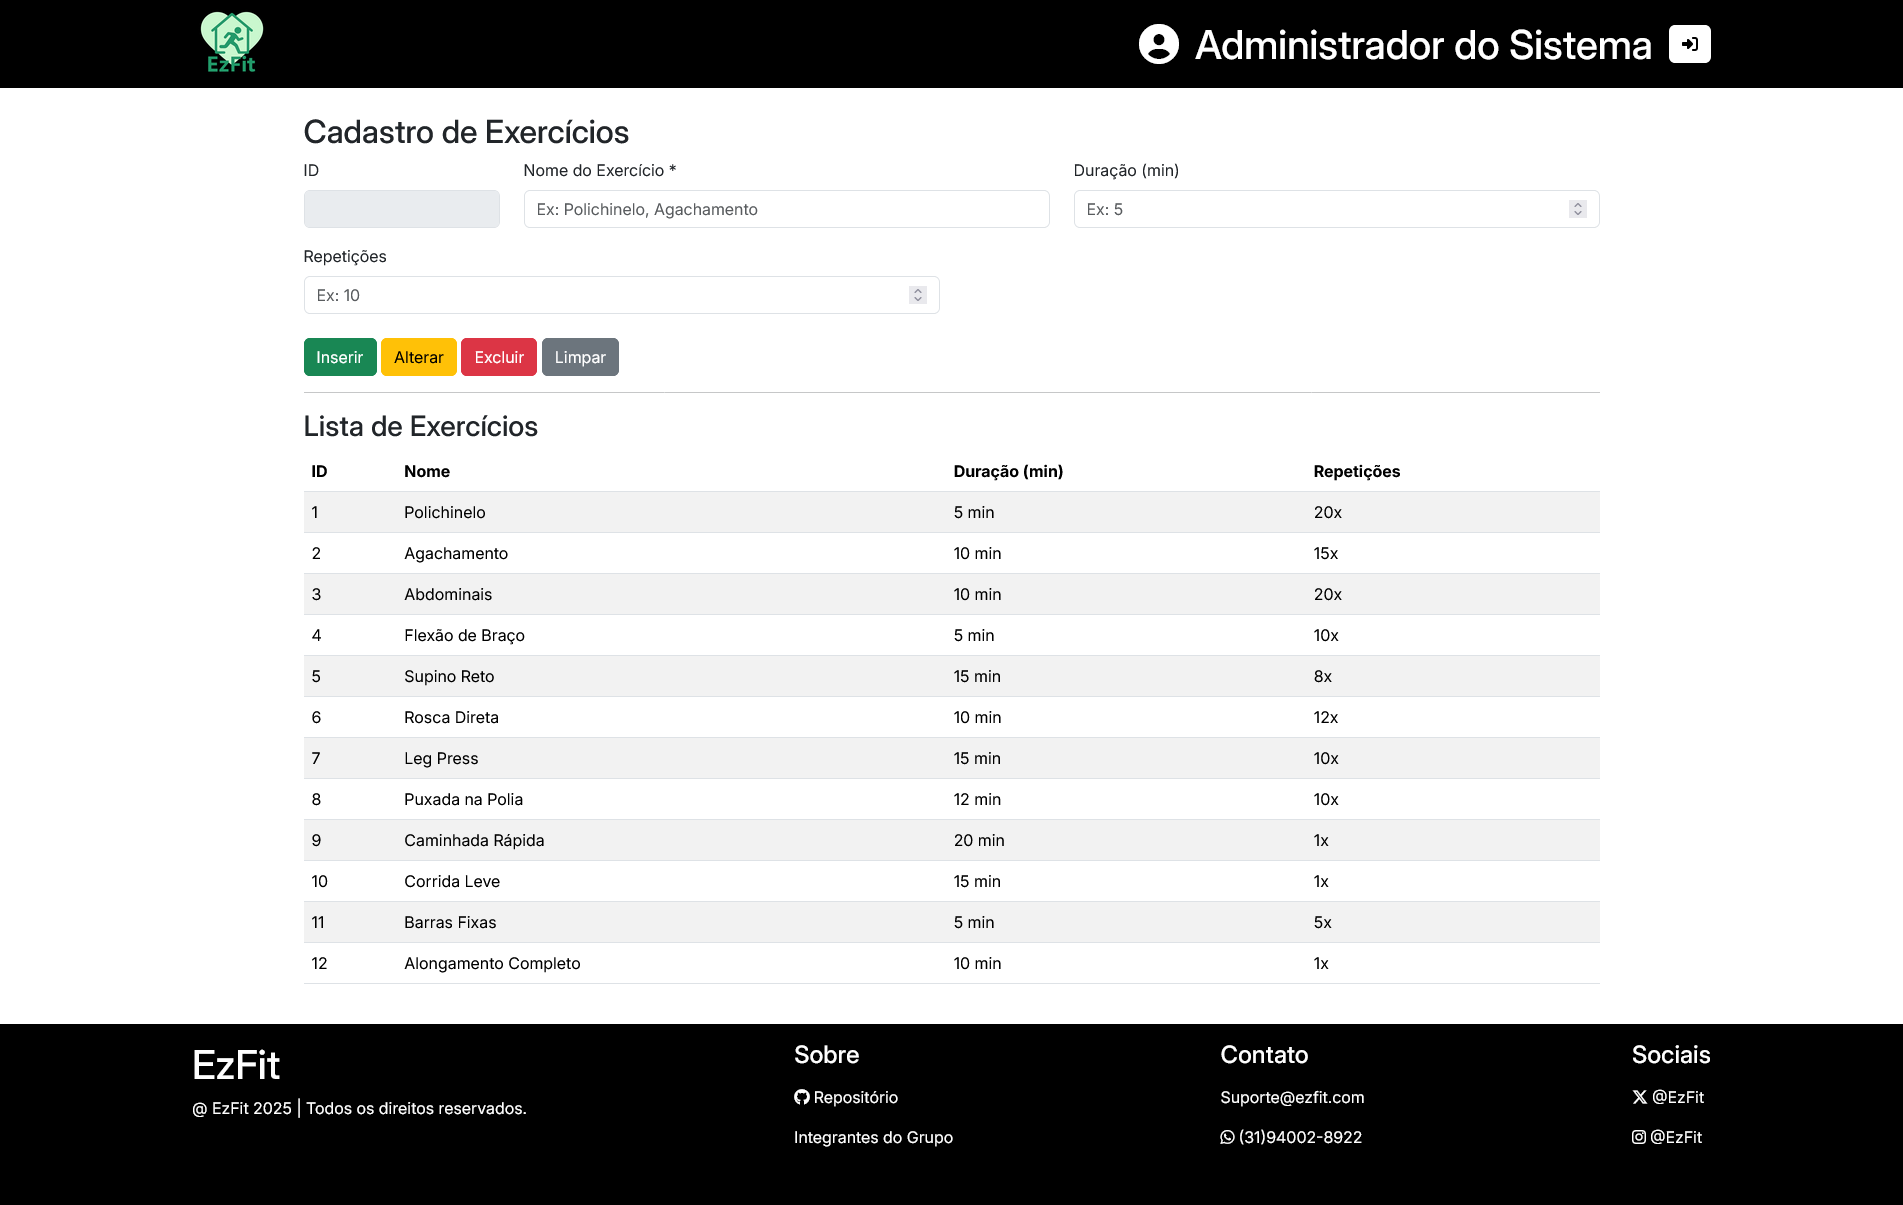 EzFit
Administrador do Sistema
Cadastro de Exercícios
ID Nome do Exercício * Duração (min)
Ex: Polichinelo, Agachamento Ex: 5
Repetições
Ex: 10
Inserir Alterar Excluir Limpar
Lista de Exercícios
ID Nome Duração (min) Repetições
1 Polichinelo 5 min 20x
2 Agachamento 10 min 15x
3 Abdominais 10 min 20x
4 Flexão de Braço 5 min 10x
5 Supino Reto 15 min 8x
6 Rosca Direta 10 min 12x
7 Leg Press 15 min 10x
8 Puxada na Polia 12 min 10x
9 Caminhada Rápida 20 min 1x
10 Corrida Leve 15 min 1x
11 Barras Fixas 5 min 5x
12 Alongamento Completo 10 min 1x
EzFit
@ EzFit 2025 | Todos os direitos reservados.
Sobre
Repositório
Integrantes do Grupo
Contato
Suporte@ezfit.com
(31)94002-8922
Sociais
@EzFit
@EzFit